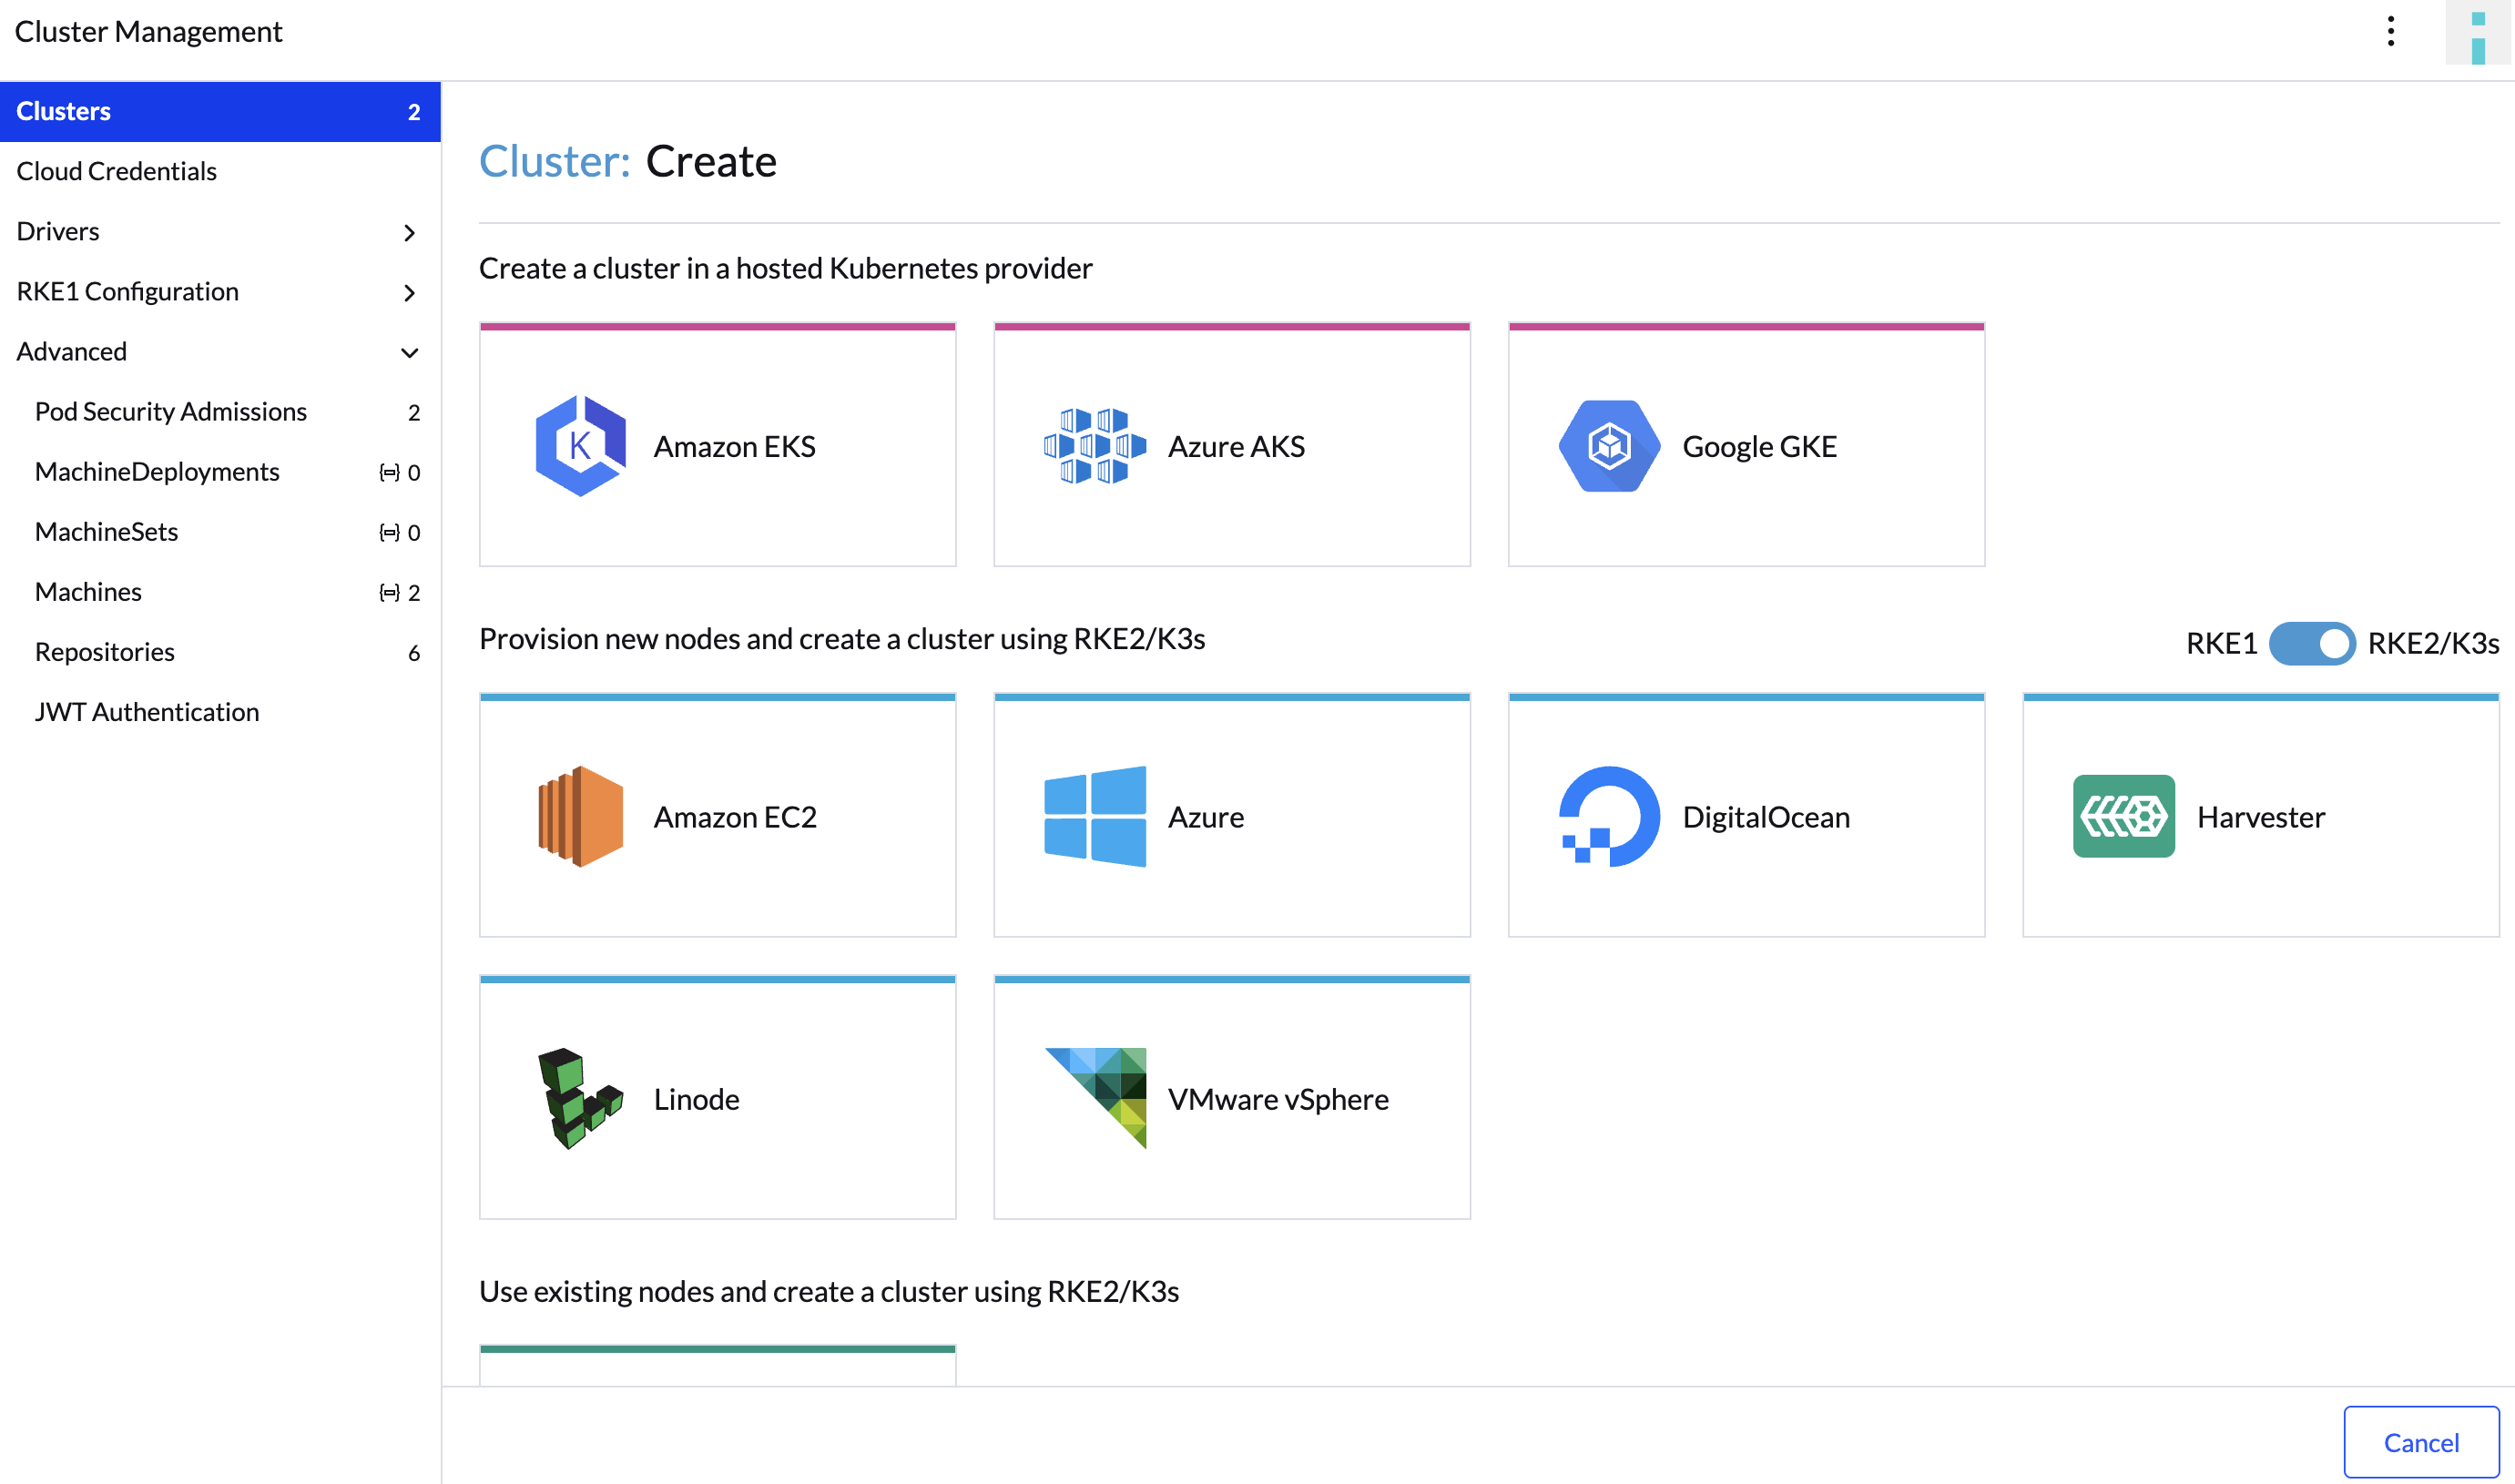 Cluster Management
Clusters 2
Cloud Credentials
Drivers
RKE1 Configuration
Advanced
Pod Security Admissions 2
MachineDeployments 0
MachineSets 0
Machines 2
Repositories 6
JWT Authentication
Cluster: Create
Create a cluster in a hosted Kubernetes provider
K Amazon EKS
Azure AKS
Google GKE
Provision new nodes and create a cluster using RKE2/K3s
RKE1 RKE2/K3s
Amazon EC2
Azure
DigitalOcean
Harvester
Linode
VMware vSphere
Use existing nodes and create a cluster using RKE2/K3s
Cancel